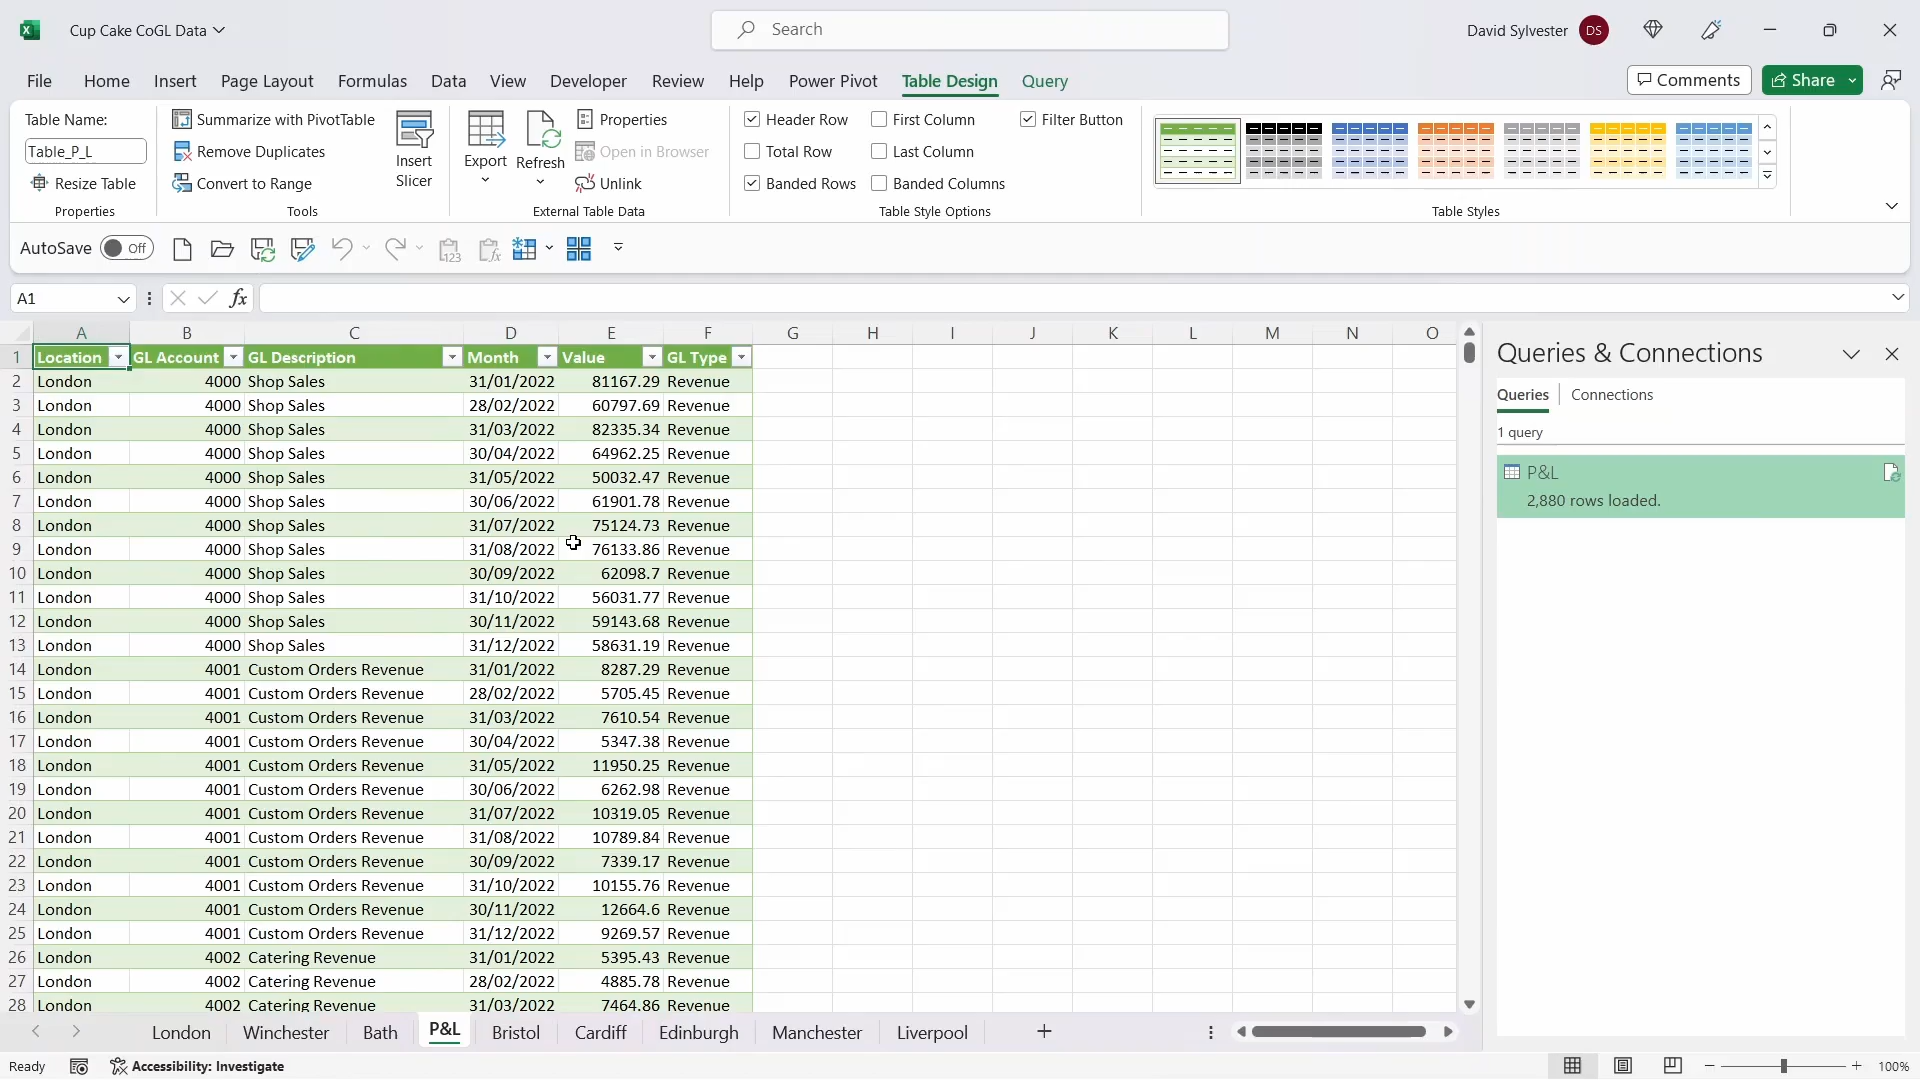 Cup Cake CoGL Data
Search
David Sylvester DS
File Home Insert Page Layout Formulas Data View Developer Review Help Power Pivot Table Design Query
Comments Share
Table Name:
Table_P_L
Resize Table
Properties
Summarize with PivotTable
Remove Duplicates
Convert to Range
Tools
Insert
Slicer
Export
Refresh
Properties
Open in Browser
Unlink
External Table Data
Header Row First Column Filter Button
Total Row Last Column
Banded Rows Banded Columns
Table Style Options
Table Styles
AutoSave Off
A1
fx
A B C D E F G H I J K L M N O
1 Location GL Account GL Description Month Value GL Type
2 London 4000 Shop Sales 31/01/2022 81167.29 Revenue
3 London 4000 Shop Sales 28/02/2022 60797.69 Revenue
4 London 4000 Shop Sales 31/03/2022 82335.34 Revenue
5 London 4000 Shop Sales 30/04/2022 64962.25 Revenue
6 London 4000 Shop Sales 31/05/2022 50032.47 Revenue
7 London 4000 Shop Sales 30/06/2022 61901.78 Revenue
8 London 4000 Shop Sales 31/07/2022 75124.73 Revenue
9 London 4000 Shop Sales 31/08/2022 76133.86 Revenue
10 London 4000 Shop Sales 30/09/2022 62098.7 Revenue
11 London 4000 Shop Sales 31/10/2022 56031.77 Revenue
12 London 4000 Shop Sales 30/11/2022 59143.68 Revenue
13 London 4000 Shop Sales 31/12/2022 58631.19 Revenue
14 London 4001 Custom Orders Revenue 31/01/2022 8287.29 Revenue
15 London 4001 Custom Orders Revenue 28/02/2022 5705.45 Revenue
16 London 4001 Custom Orders Revenue 31/03/2022 7610.54 Revenue
17 London 4001 Custom Orders Revenue 30/04/2022 5347.38 Revenue
18 London 4001 Custom Orders Revenue 31/05/2022 11950.25 Revenue
19 London 4001 Custom Orders Revenue 30/06/2022 6262.98 Revenue
20 London 4001 Custom Orders Revenue 31/07/2022 10319.05 Revenue
21 London 4001 Custom Orders Revenue 31/08/2022 10789.84 Revenue
22 London 4001 Custom Orders Revenue 30/09/2022 7339.17 Revenue
23 London 4001 Custom Orders Revenue 31/10/2022 10155.76 Revenue
24 London 4001 Custom Orders Revenue 30/11/2022 12664.6 Revenue
25 London 4001 Custom Orders Revenue 31/12/2022 9269.57 Revenue
26 London 4002 Catering Revenue 31/01/2022 5395.43 Revenue
27 London 4002 Catering Revenue 28/02/2022 4885.78 Revenue
28 London 4002 Catering Revenue 31/03/2022 7464.86 Revenue
Queries & Connections
Queries Connections
1 query
P&L
2,880 rows loaded.
London Winchester Bath P&L Bristol Cardiff Edinburgh Manchester Liverpool
Ready Accessibility: Investigate 100%